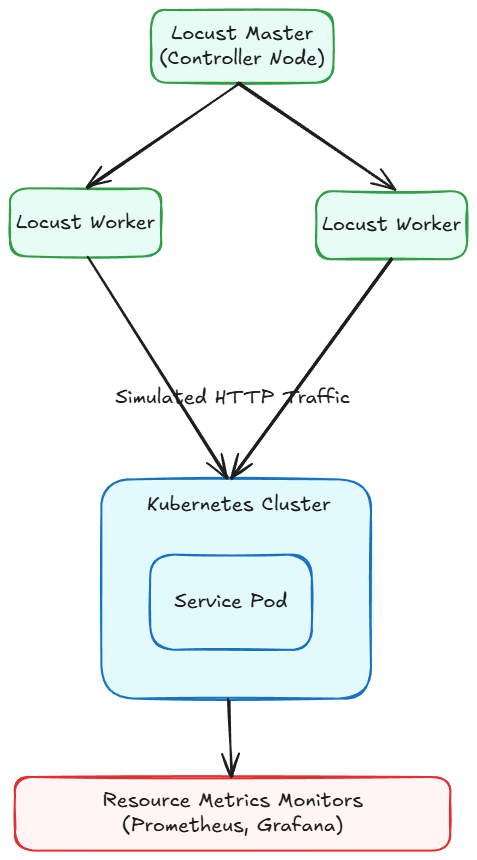 Locust Master
(Controller Node)
Locust Worker
Locust Worker
Simulated HTTP Traffic
Kubernetes Cluster
Service Pod
Resource Metrics Monitors
(Prometheus, Grafana)